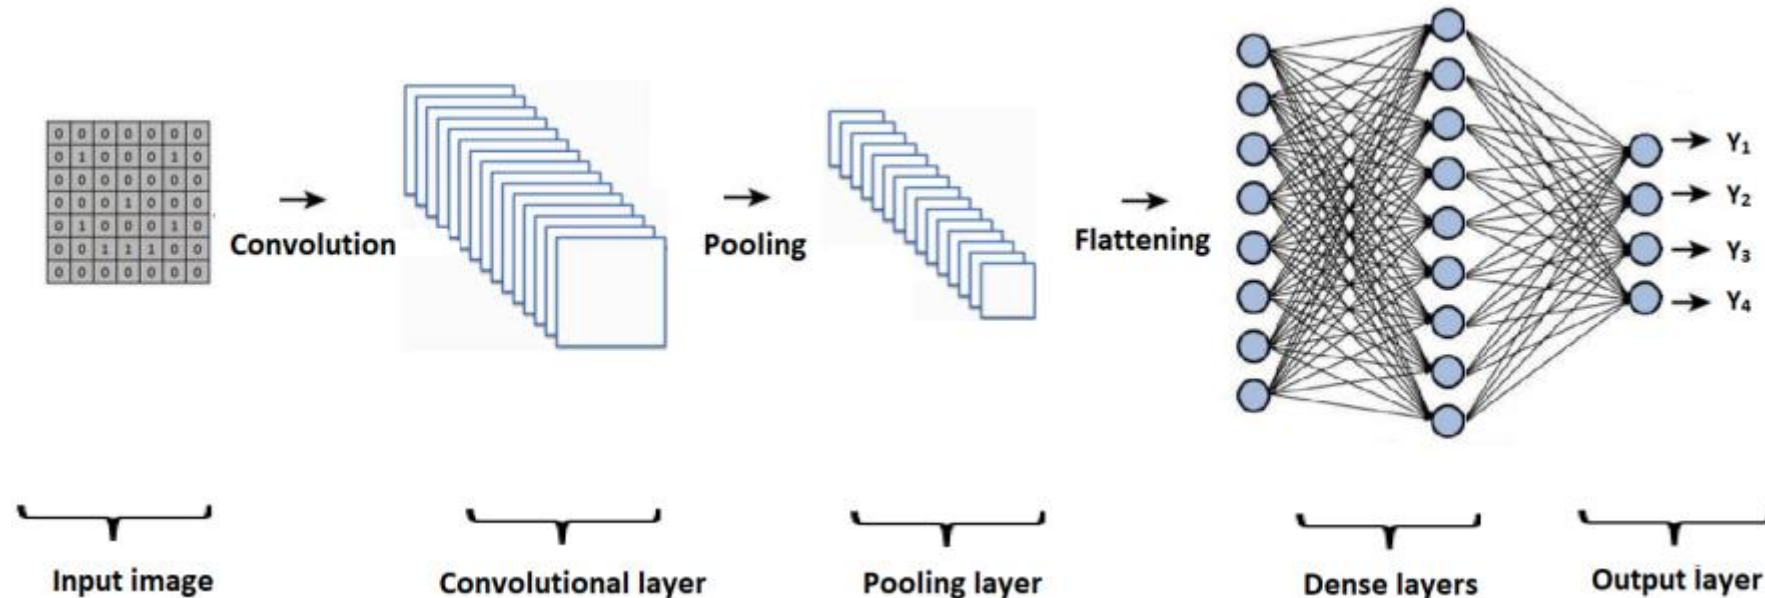 0 0 0 0 0 0 0
0 1 0 0 0 1 0
0 0 0 0 0 0 0
0 0 0 1 0 0 0
0 1 0 0 0 1 0
0 0 1 1 1 0 0
0 0 0 0 0 0 0
Convolution
Pooling
Flattening
Y1
Y2
Y3
Y4
Input image
Convolutional layer
Pooling layer
Dense layers
Output layer